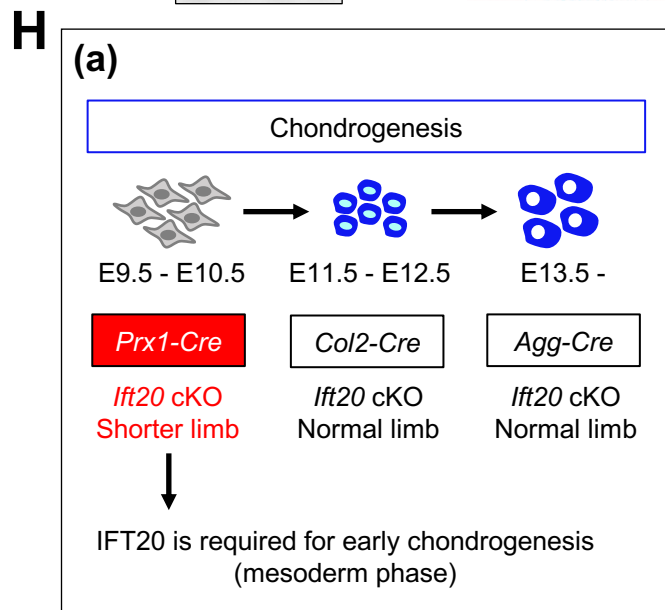 H
(a)
Chondrogenesis
E9.5 - E10.5 E11.5 - E12.5 E13.5 -
Prx1-Cre Col2-Cre Agg-Cre
Ift20 cKO Ift20 cKO Ift20 cKO
Shorter limb Normal limb Normal limb
IFT20 is required for early chondrogenesis
(mesoderm phase)